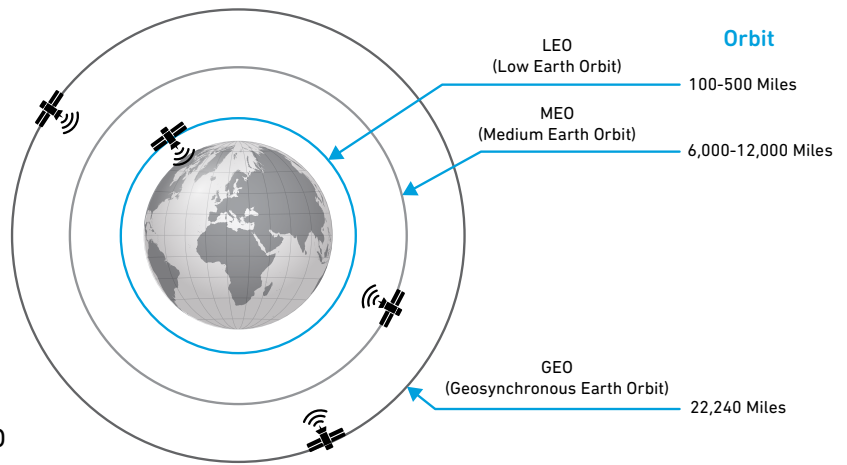 Orbit
LEO
(Low Earth Orbit)
100-500 Miles
MEO
(Medium Earth Orbit)
6,000-12,000 Miles
GEO
(Geosynchronous Earth Orbit)
22,240 Miles